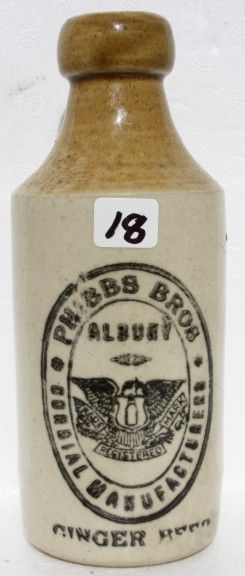 18
PHIBBS BROS
ALBURY
TRADE MARK
REGISTERED
CORDIAL MANUFACTURERS
GINGER BEER